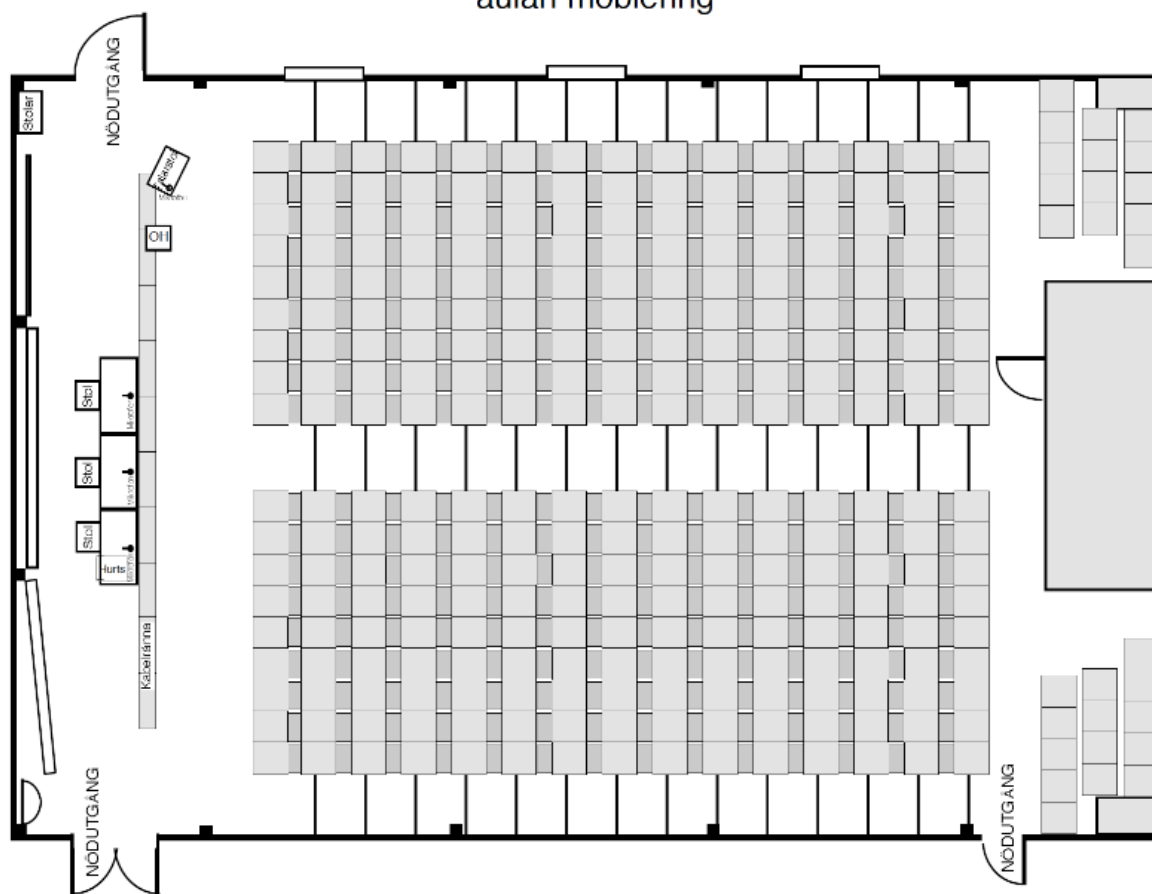 aulan möblering
NÖDUTGÅNG
Stolar
OH
Stol
Stol
Stol
Hurts
Kabelränna
NÖDUTGÅNG
NÖDUTGÅNG